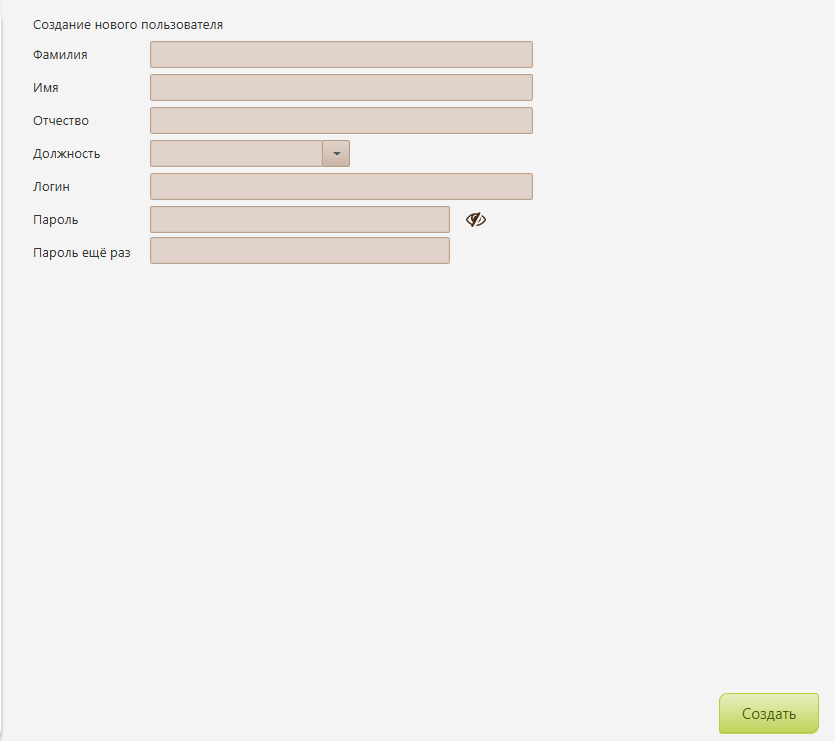 Создание нового пользователя
Фамилия
Имя
Отчество
Должность
Логин
Пароль
Пароль ещё раз
Создать